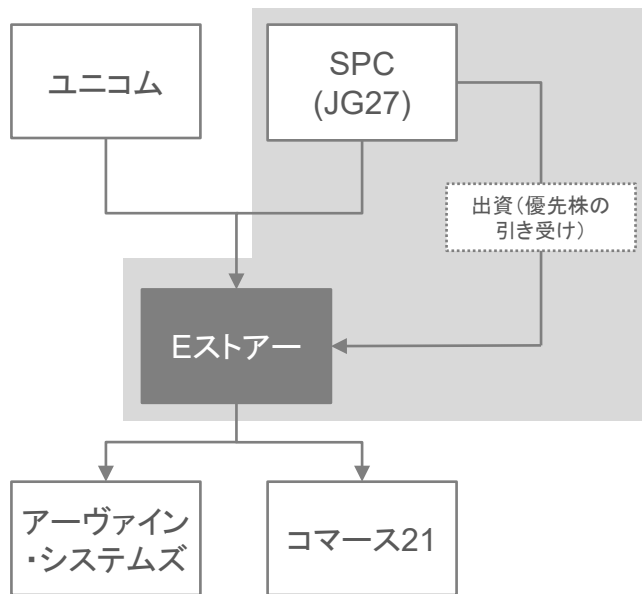 ユニコム
SPC
(JG27)
出資(優先株の
引き受け)
Eストアー
アーヴァイン
・システムズ
コマース21